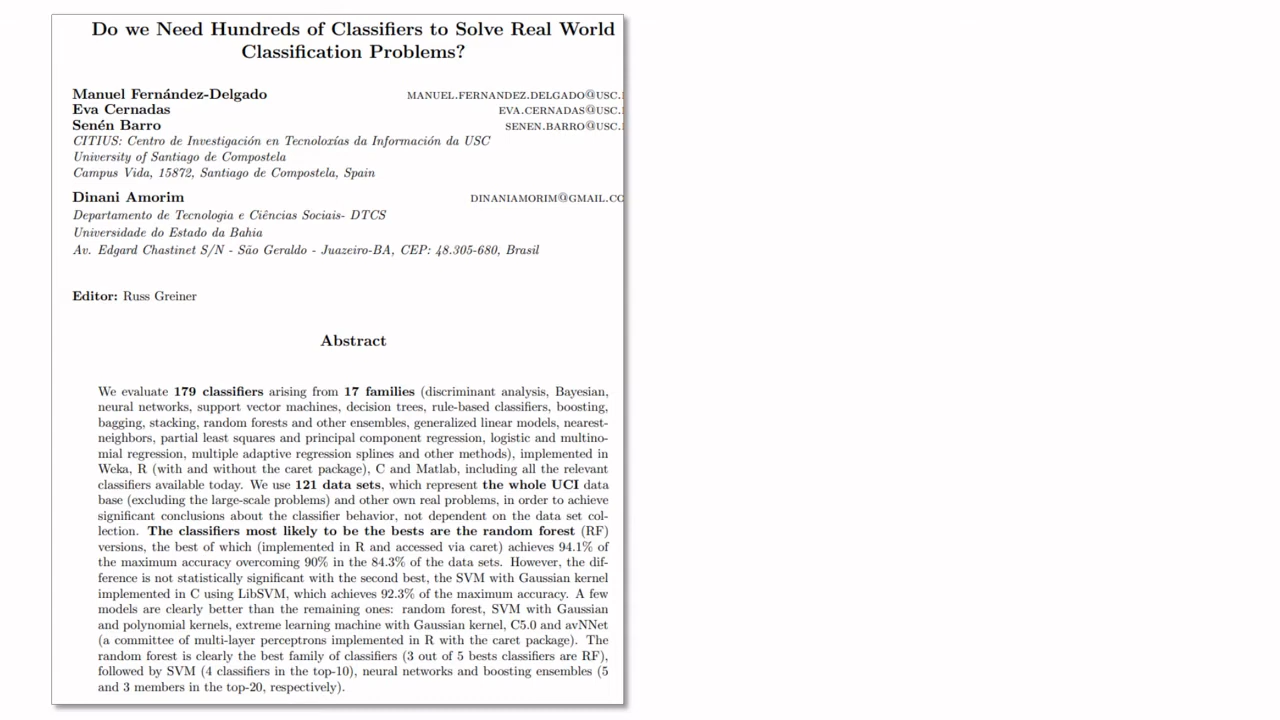 Do we Need Hundreds of Classifiers to Solve Real World
Classification Problems?
Manuel Fernández-Delgado MANUEL.FERNANDEZ.DELGADO@USC.
Eva Cernadas EVA.CERNADAS@USC.
Senén Barro SENEN.BARRO@USC.
CITIUS: Centro de Investigación en Tecnoloxías da Información da USC
University of Santiago de Compostela
Campus Vida, 15872, Santiago de Compostela, Spain
Dinani Amorim DINANIAMORIM@GMAIL.CO
Departamento de Tecnologia e Ciências Sociais- DTCS
Universidade do Estado da Bahia
Av. Edgard Chastinet S/N - São Geraldo - Juazeiro-BA, CEP: 48.305-680, Brasil
Editor: Russ Greiner
Abstract
We evaluate 179 classifiers arising from 17 families (discriminant analysis, Bayesian,
neural networks, support vector machines, decision trees, rule-based classifiers, boosting,
bagging, stacking, random forests and other ensembles, generalized linear models, nearest-
neighbors, partial least squares and principal component regression, logistic and multino-
mial regression, multiple adaptive regression splines and other methods), implemented in
Weka, R (with and without the caret package), C and Matlab, including all the relevant
classifiers available today. We use 121 data sets, which represent the whole UCI data
base (excluding the large-scale problems) and other own real problems, in order to achieve
significant conclusions about the classifier behavior, not dependent on the data set col-
lection. The classifiers most likely to be the bests are the random forest (RF)
versions, the best of which (implemented in R and accessed via caret) achieves 94.1% of
the maximum accuracy overcoming 90% in the 84.3% of the data sets. However, the dif-
ference is not statistically significant with the second best, the SVM with Gaussian kernel
implemented in C using LibSVM, which achieves 92.3% of the maximum accuracy. A few
models are clearly better than the remaining ones: random forest, SVM with Gaussian
and polynomial kernels, extreme learning machine with Gaussian kernel, C5.0 and avNNet
(a committee of multi-layer perceptrons implemented in R with the caret package). The
random forest is clearly the best family of classifiers (3 out of 5 bests classifiers are RF),
followed by SVM (4 classifiers in the top-10), neural networks and boosting ensembles (5
and 3 members in the top-20, respectively).